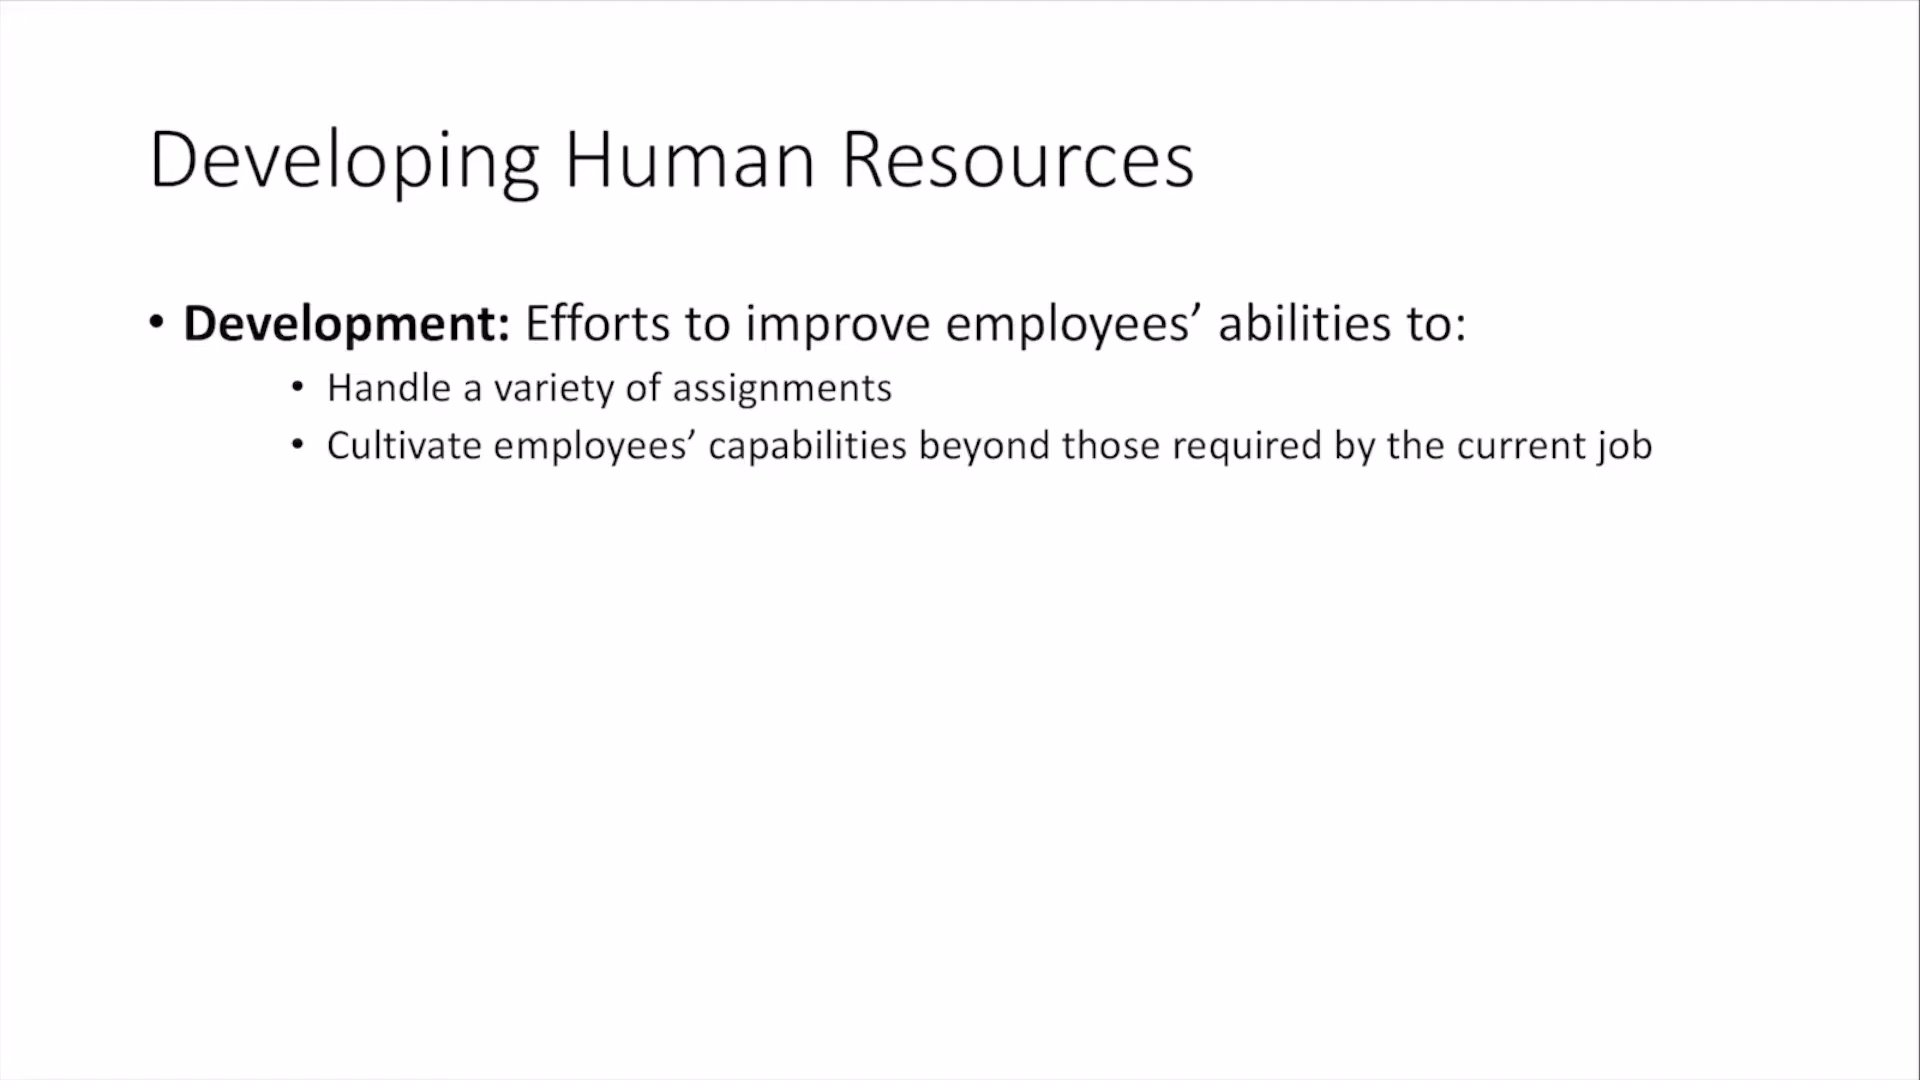 Developing Human Resources
• Development: Efforts to improve employees’ abilities to:
• Handle a variety of assignments
• Cultivate employees’ capabilities beyond those required by the current job